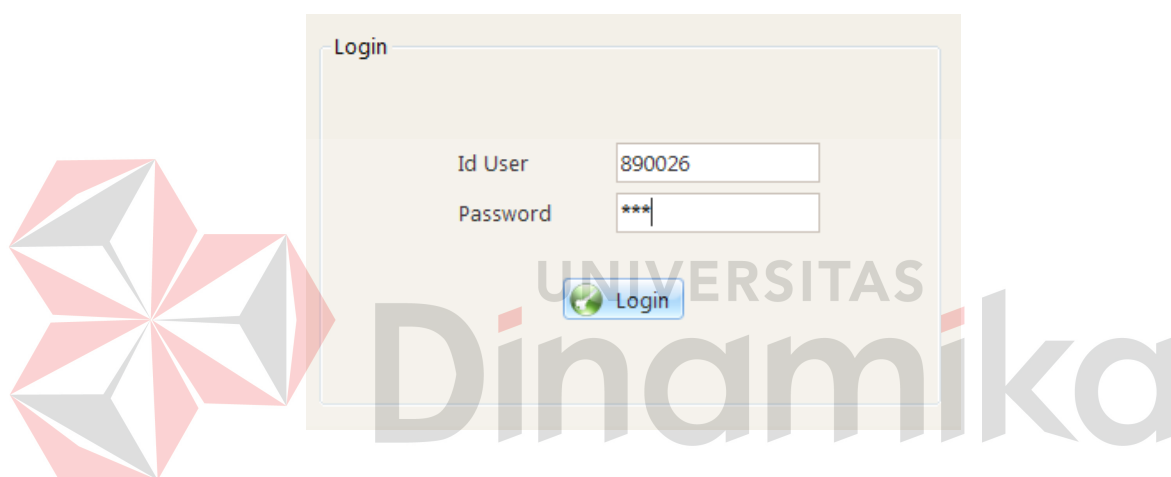 Login
Id User 890026
Password ***
UNIVERSITAS
Login
Dinamika